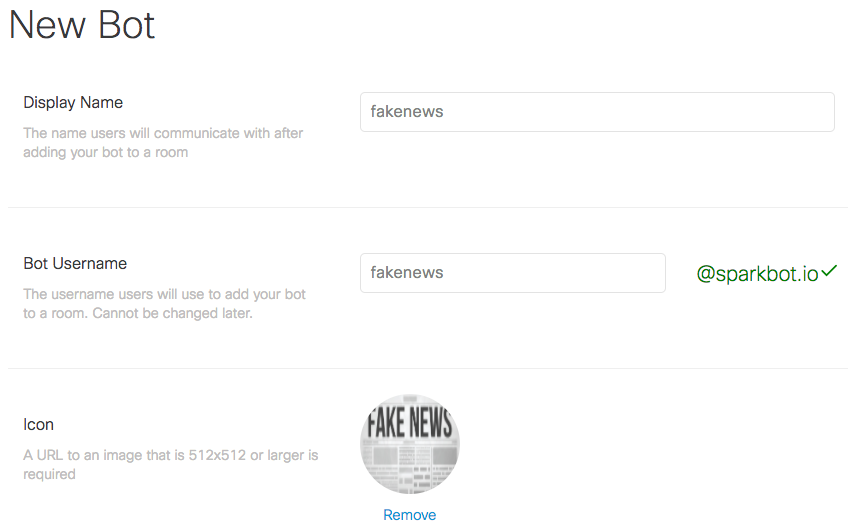 New Bot
Display Name
fakenews
The name users will communicate with after
adding your bot to a room
Bot Username
fakenews
@sparkbot.io
The username users will use to add your bot
to a room. Cannot be changed later.
Icon
FAKE NEWS
A URL to an image that is 512x512 or larger is
required
Remove